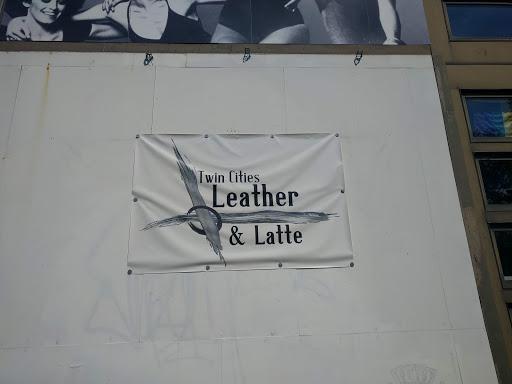 Twin Cities
Leather
& Latte